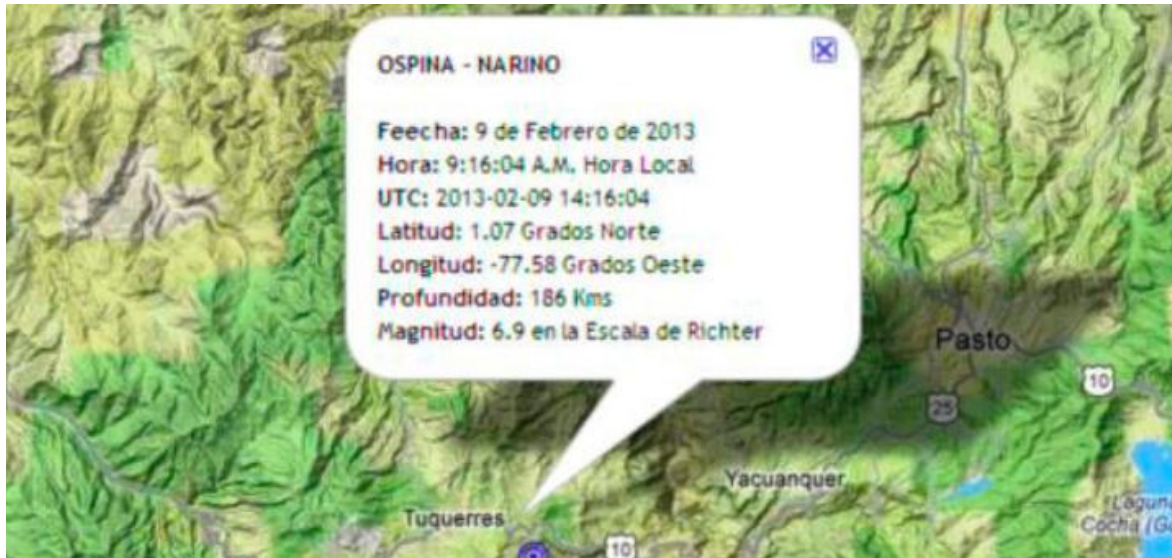 OSPINA - NARINO
Feecha: 9 de Febrero de 2013
Hora: 9:16:04 A.M. Hora Local
UTC: 2013-02-09 14:16:04
Latitud: 1.07 Grados Norte
Longitud: -77.58 Grados Oeste
Profundidad: 186 Kms
Magnitud: 6.9 en la Escala de Richter
Pasto
10
25
Yacuanquer
Laguna
Cocha
Tuquerres
10